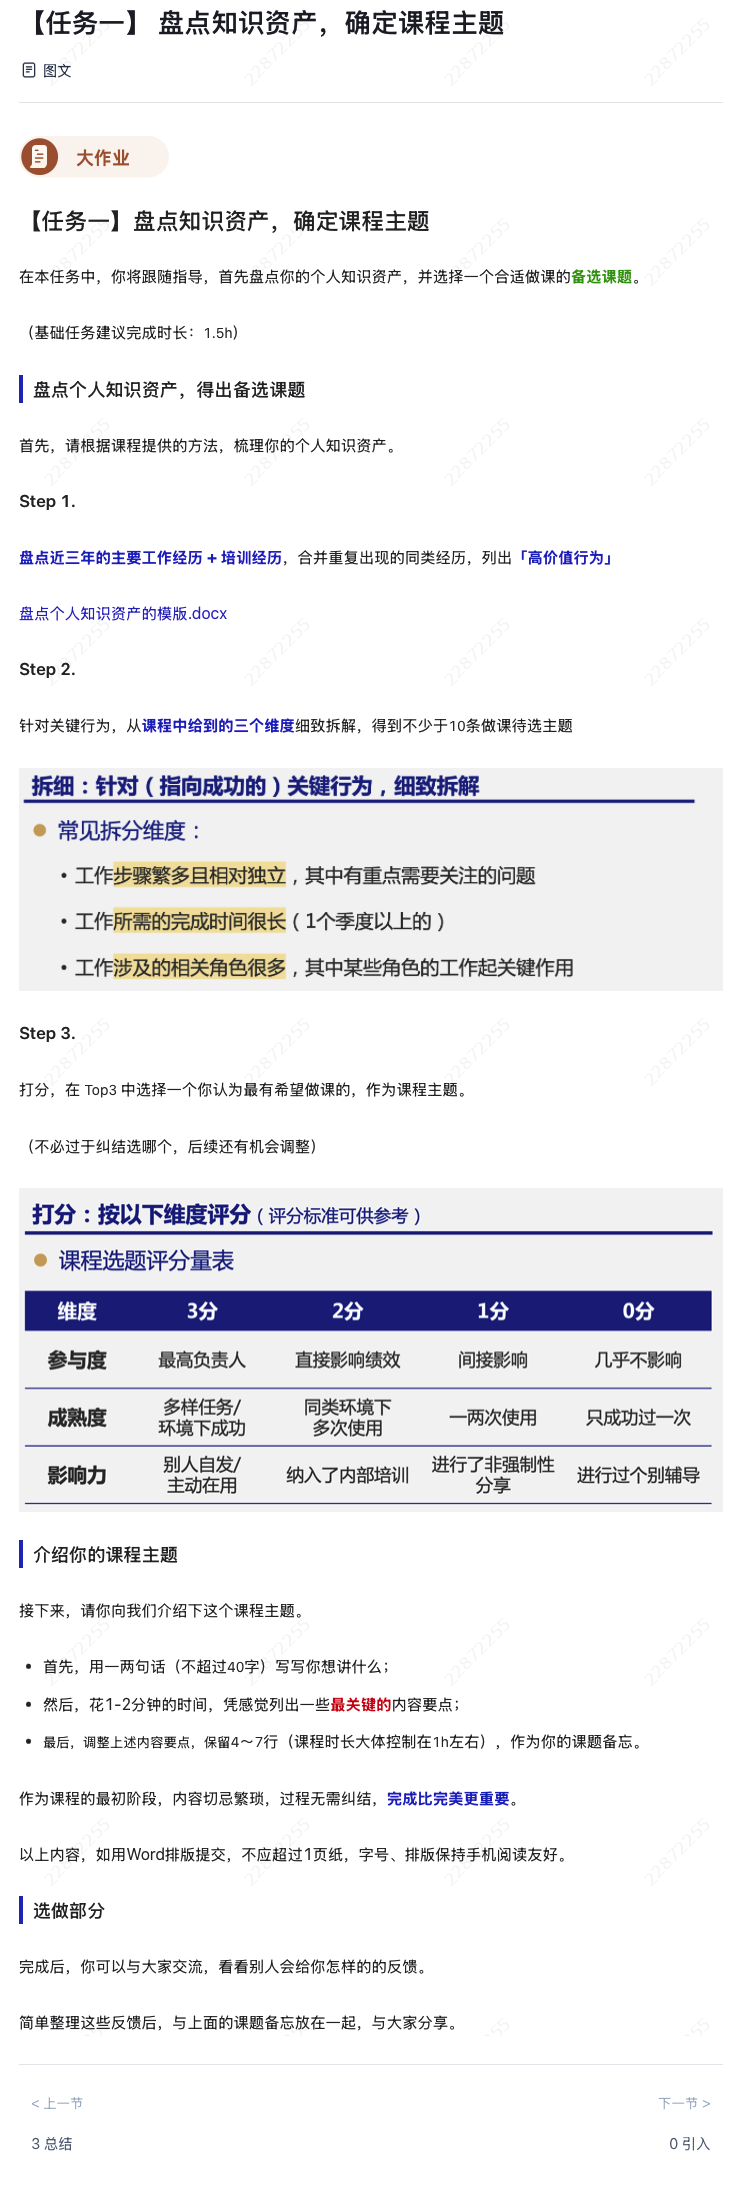 【任务一】 盘点知识资产，确定课程主题
图文
大作业
【任务一】盘点知识资产，确定课程主题
在本任务中，你将跟随指导，首先盘点你的个人知识资产，并选择一个合适做课的备选课题。
（基础任务建议完成时长：1.5h）
盘点个人知识资产，得出备选课题
首先，请根据课程提供的方法，梳理你的个人知识资产。
Step 1.
盘点近三年的主要工作经历 + 培训经历，合并重复出现的同类经历，列出「高价值行为」
盘点个人知识资产的模版.docx
Step 2.
针对关键行为，从课程中给到的三个维度细致拆解，得到不少于10条做课待选主题
拆细：针对（指向成功的）关键行为，细致拆解
常见拆分维度：
• 工作步骤繁多且相对独立，其中有重点需要关注的问题
• 工作所需的完成时间很长（1个季度以上的）
• 工作涉及的相关角色很多，其中某些角色的工作起关键作用
Step 3.
打分，在 Top3 中选择一个你认为最有希望做课的，作为课程主题。
（不必过于纠结选哪个，后续还有机会调整）
打分：按以下维度评分（评分标准可供参考）
课程选题评分量表
维度 3分 2分 1分 0分
参与度 最高负责人 直接影响绩效 间接影响 几乎不影响
成熟度 多样任务/环境下成功 同类环境下多次使用 一两次使用 只成功过一次
影响力 别人自发/主动在用 纳入了内部培训 进行了非强制性分享 进行过个别辅导
介绍你的课程主题
接下来，请你向我们介绍下这个课程主题。
• 首先，用一两句话（不超过40字）写写你想讲什么；
• 然后，花1-2分钟的时间，凭感觉列出一些最关键的内容要点；
• 最后，调整上述内容要点，保留4～7行（课程时长大体控制在1h左右），作为你的课题备忘。
作为课程的最初阶段，内容切忌繁琐，过程无需纠结，完成比完美更重要。
以上内容，如用Word排版提交，不应超过1页纸，字号、排版保持手机阅读友好。
选做部分
完成后，你可以与大家交流，看看别人会给你怎样的的反馈。
简单整理这些反馈后，与上面的课题备忘放在一起，与大家分享。
< 上一节 下一节 >
3 总结 0 引入
22872255